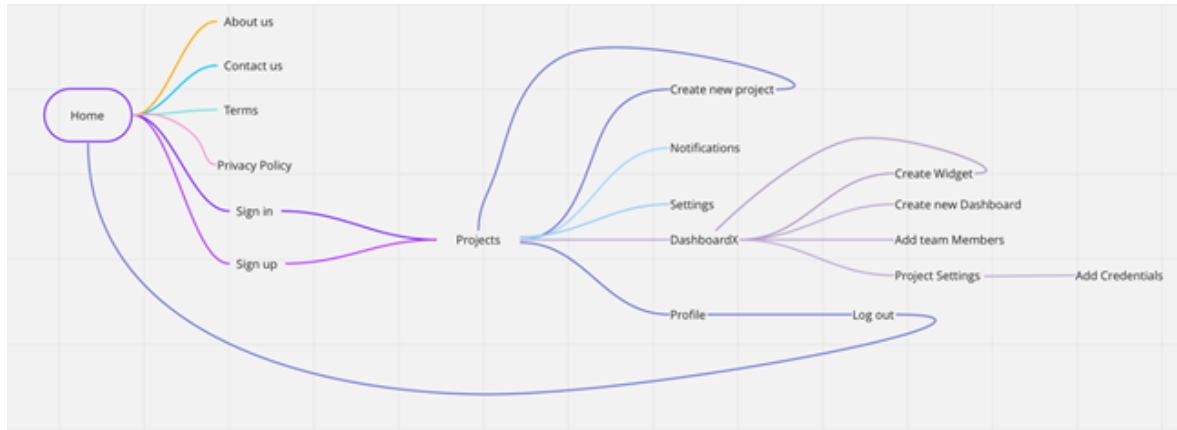 About us
Contact us
Home
Terms
Privacy Policy
Sign in
Sign up
Projects
Create new project
Notifications
Settings
DashboardX
Profile
Log out
Create Widget
Create new Dashboard
Add team Members
Project Settings
Add Credentials